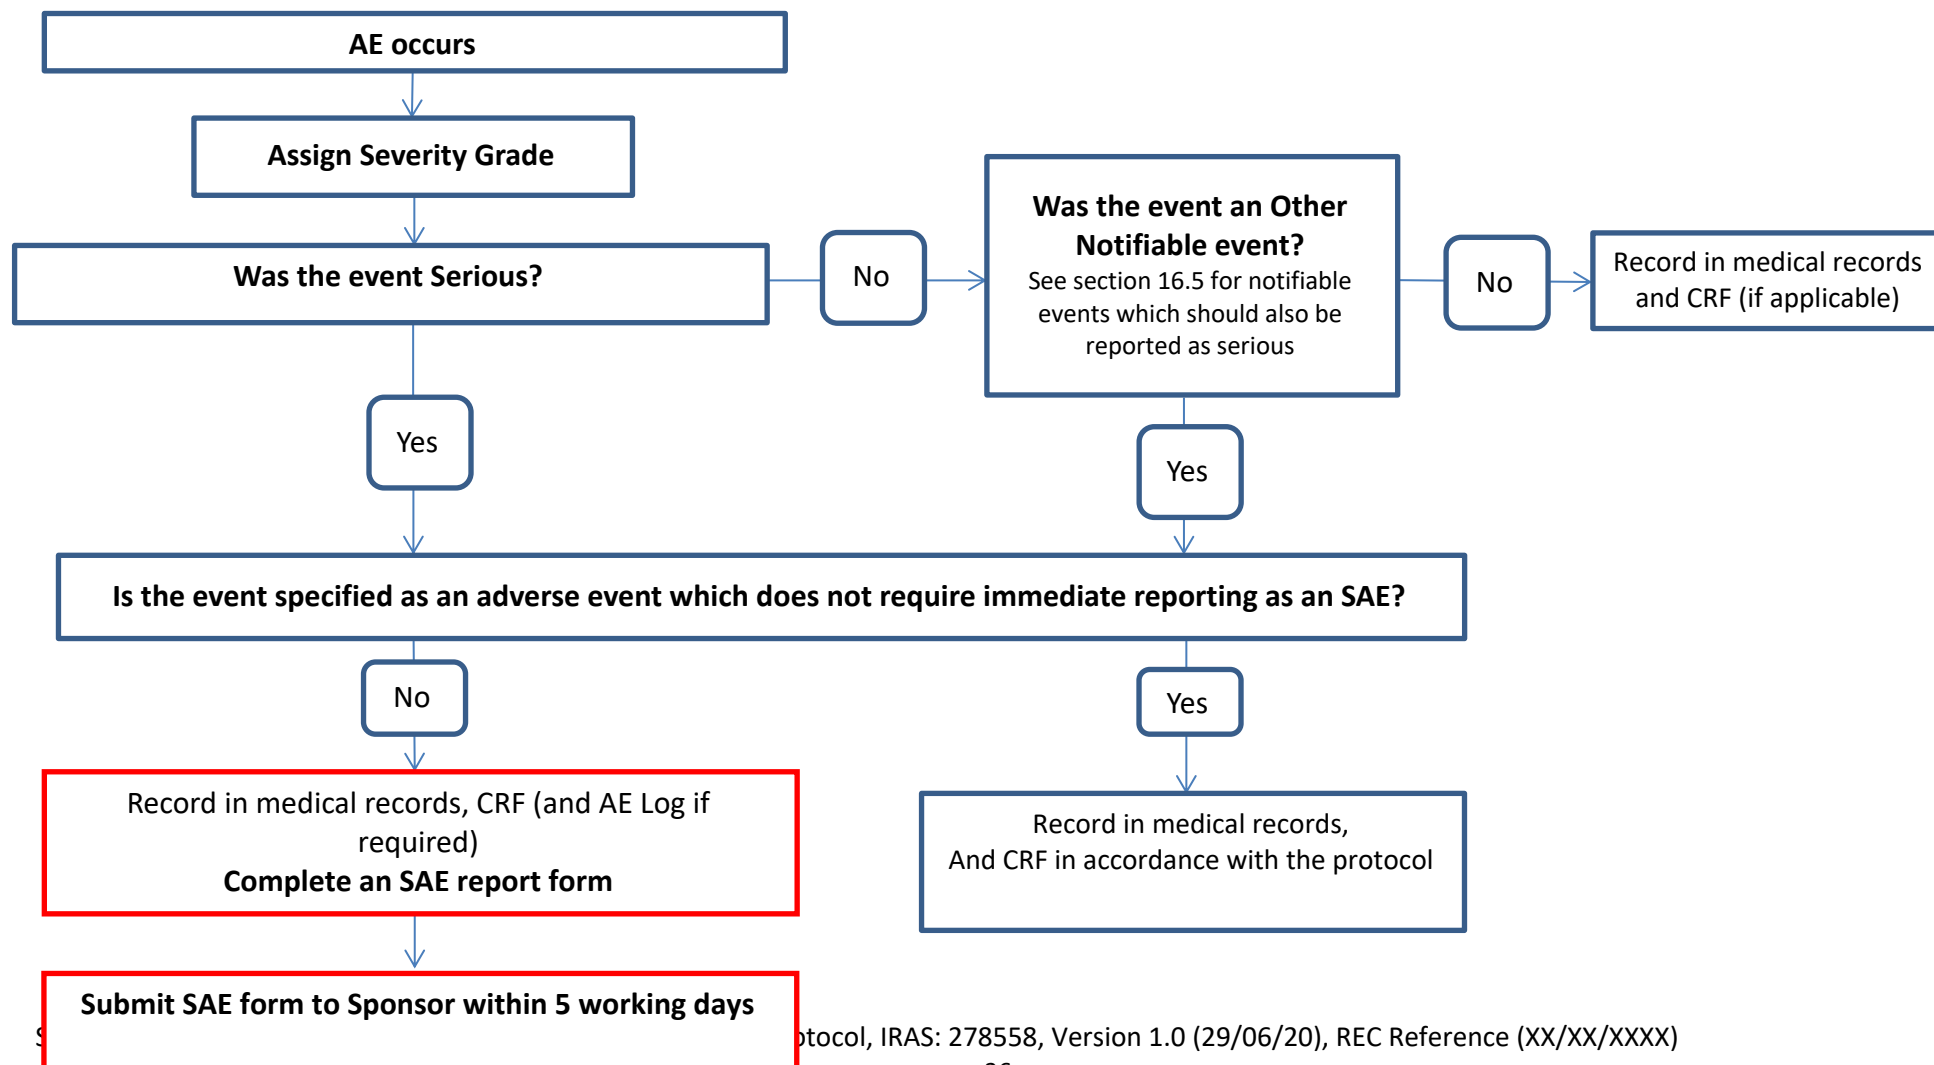 AE occurs
Assign Severity Grade
Was the event Serious?
No
Was the event an Other
Notifiable event?
See section 16.5 for notifiable
events which should also be
reported as serious
No
Record in medical records
and CRF (if applicable)
Yes
Yes
Is the event specified as an adverse event which does not require immediate reporting as an SAE?
No
Yes
Record in medical records, CRF (and AE Log if
required)
Complete an SAE report form
Record in medical records,
And CRF in accordance with the protocol
Submit SAE form to Sponsor within 5 working days
IRAS: 278558, Version 1.0 (29/06/20), REC Reference (XX/XX/XXXX)